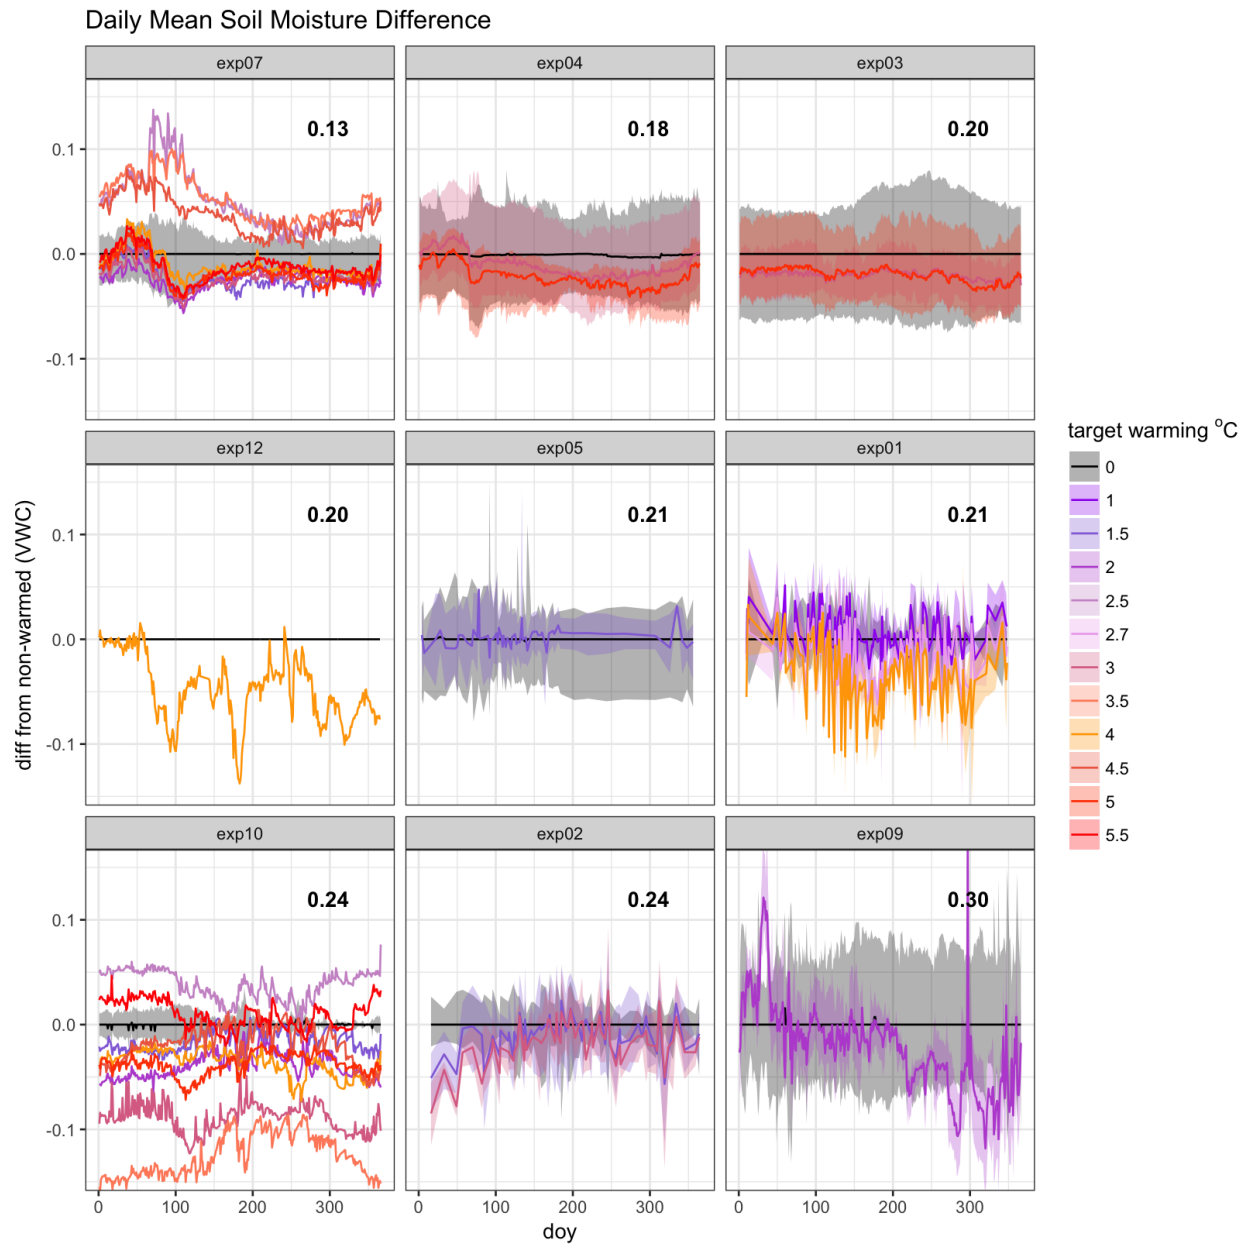 Daily Mean Soil Moisture Difference
exp07 exp04 exp03
0.13 0.18 0.20
0.1
0.0
-0.1
exp12 exp05 exp01
0.20 0.21 0.21
0.1
0.0
-0.1
exp10 exp02 exp09
0.24 0.24 0.30
0.1
0.0
-0.1
0 100 200 300 0 100 200 300 0 100 200 300
doy
diff from non-warmed (VWC)
target warming °C
0
1
1.5
2
2.5
2.7
3
3.5
4
4.5
5
5.5